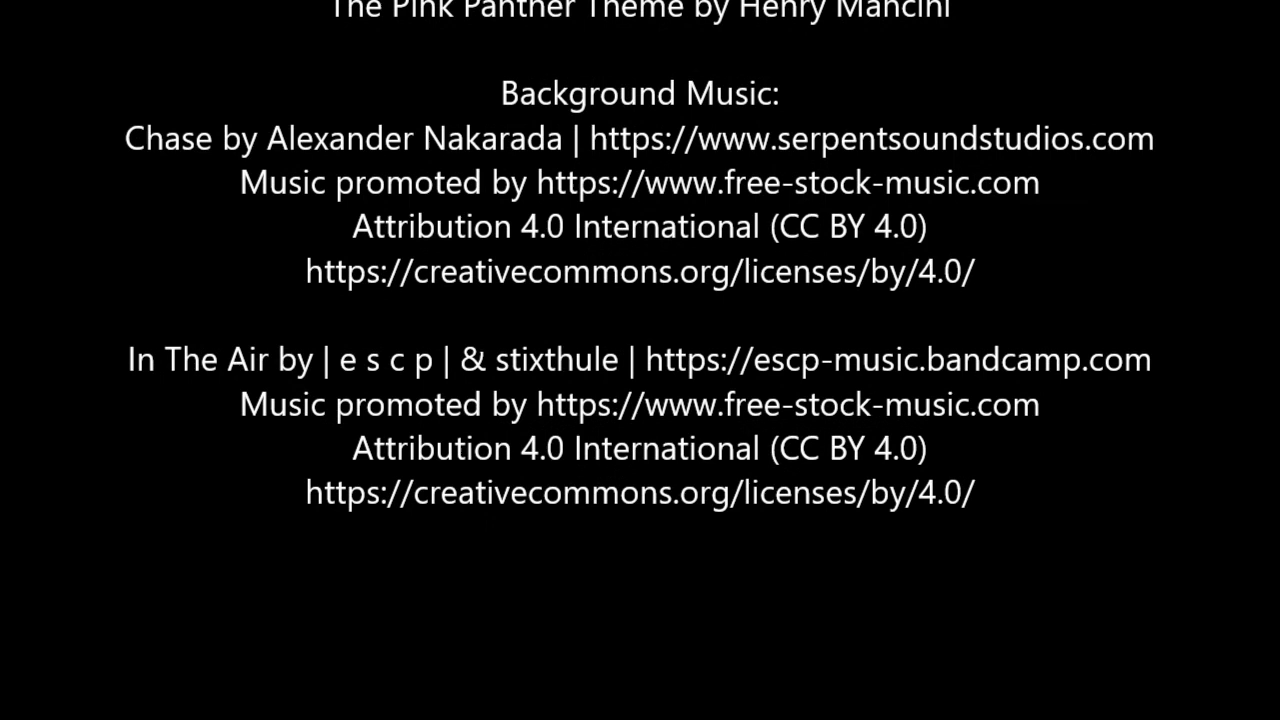 The Pink Panther Theme by Henry Mancini
Background Music:
Chase by Alexander Nakarada | https://www.serpentsoundstudios.com
Music promoted by https://www.free-stock-music.com
Attribution 4.0 International (CC BY 4.0)
https://creativecommons.org/licenses/by/4.0/
In The Air by | e s c p | & stixthule | https://escp-music.bandcamp.com
Music promoted by https://www.free-stock-music.com
Attribution 4.0 International (CC BY 4.0)
https://creativecommons.org/licenses/by/4.0/